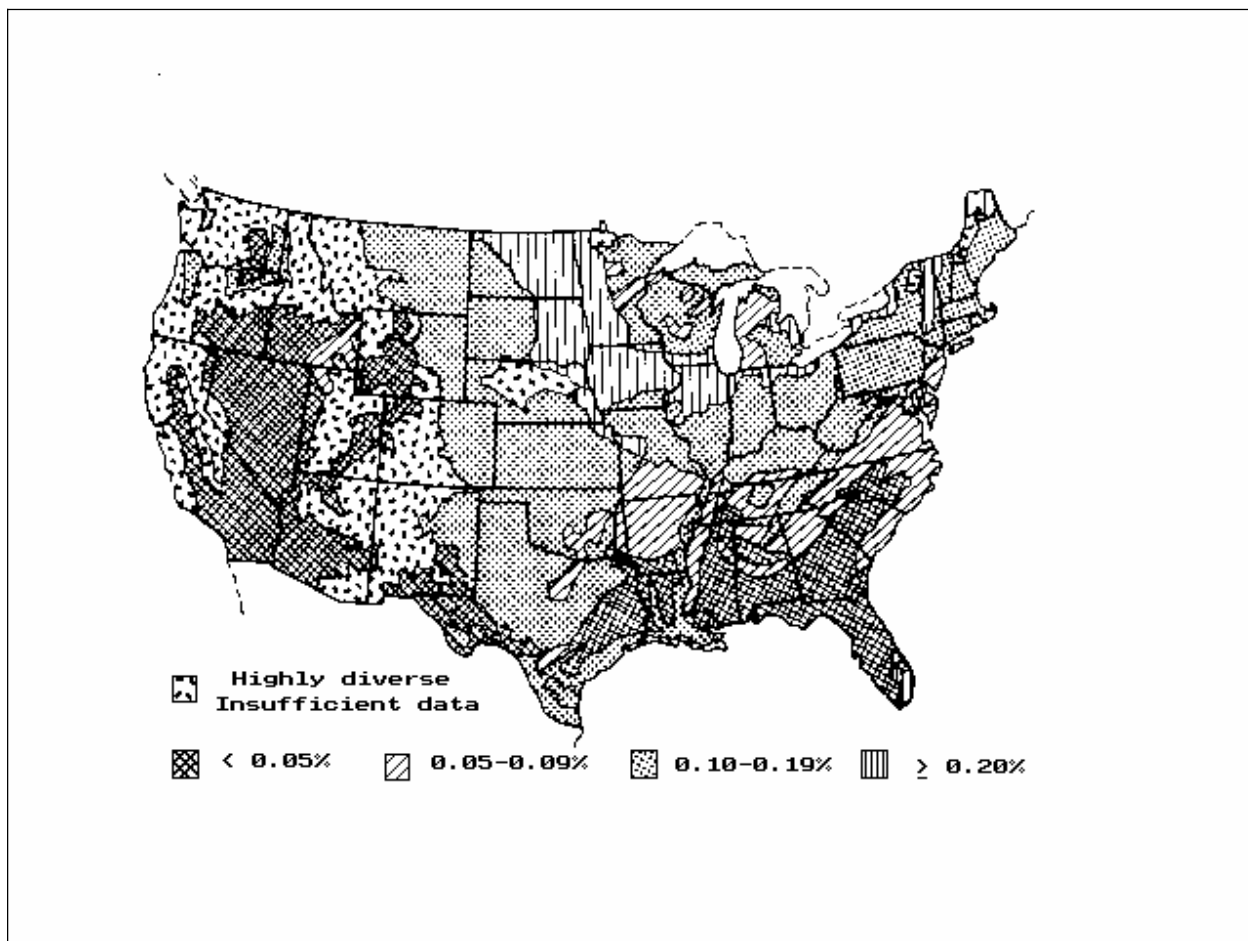 Highly diverse
Insufficient data
< 0.05%
0.05-0.09%
0.10-0.19%
≥ 0.20%